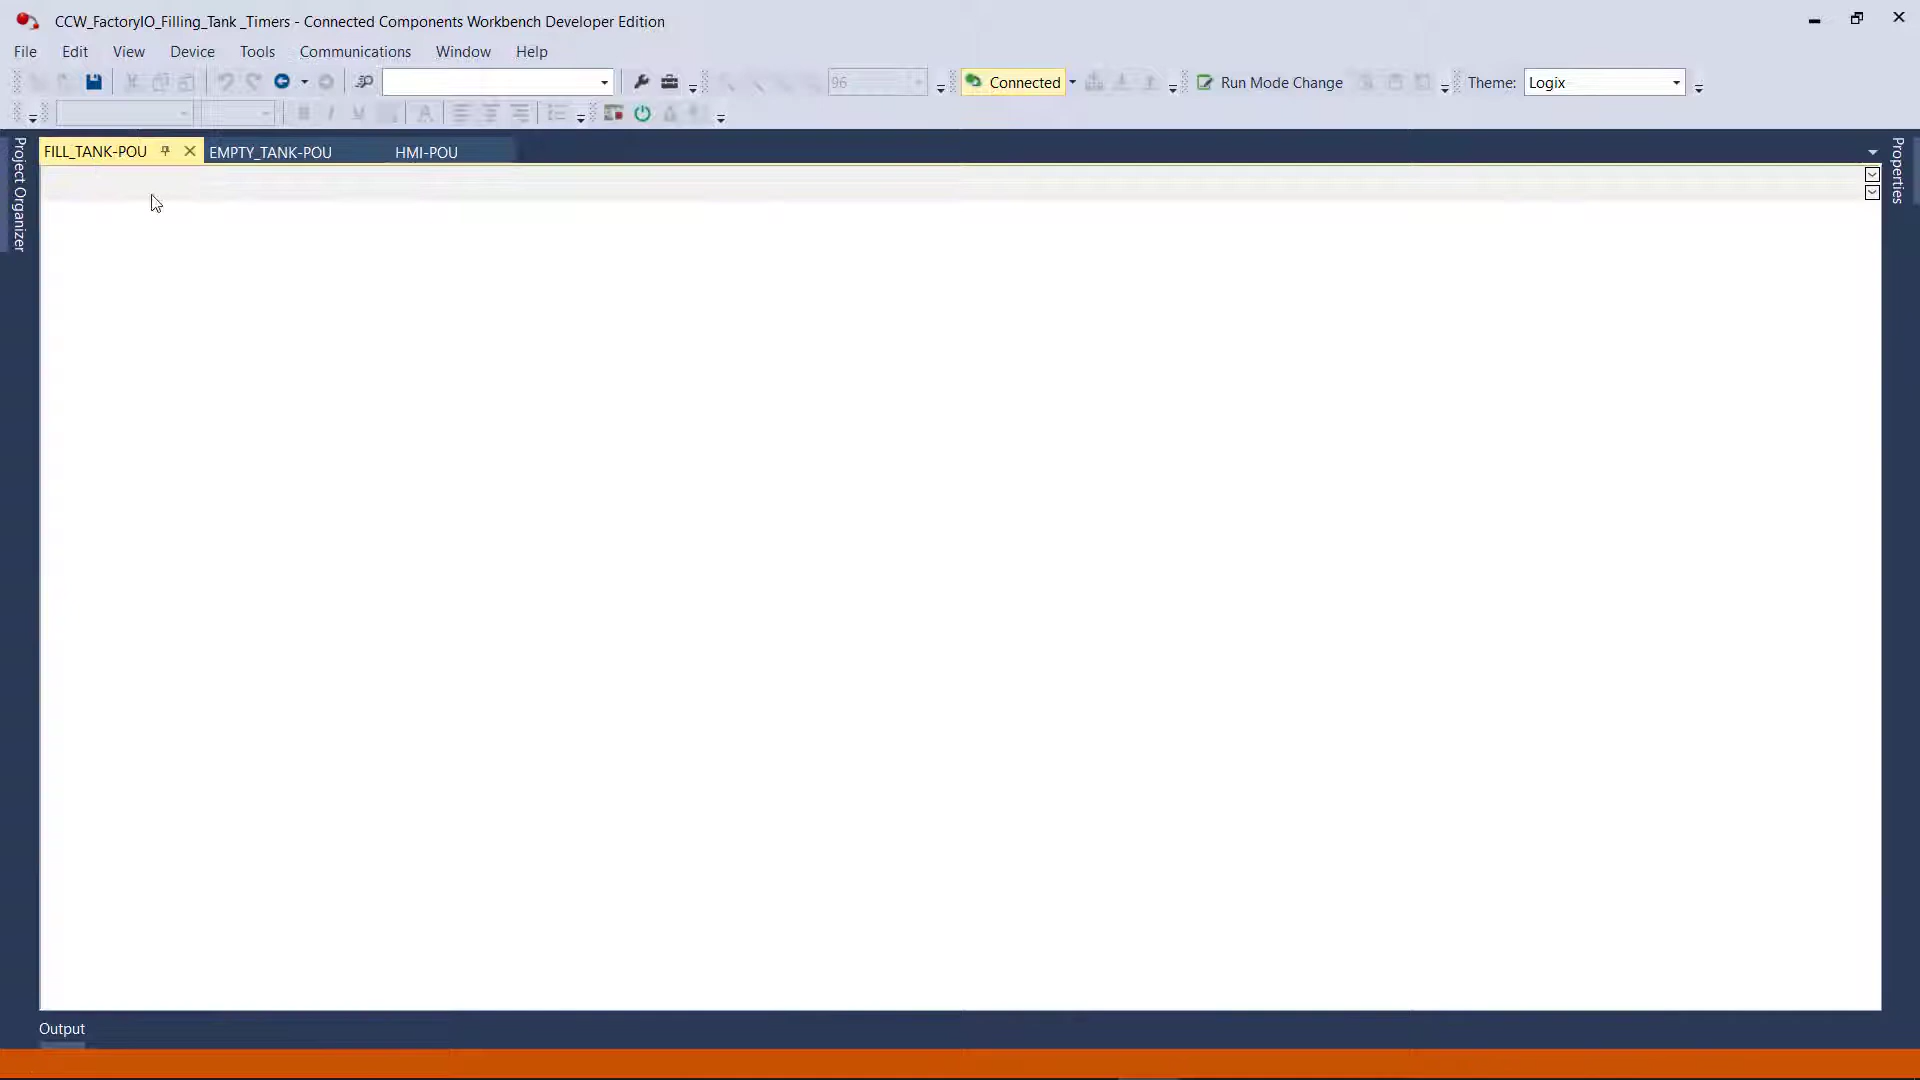 CCW_FactoryIO_Filling_Tank _Timers - Connected Components Workbench Developer Edition
File Edit View Device Tools Communications Window Help
96 Connected Run Mode Change Theme: Logix
FILL_TANK-POU EMPTY_TANK-POU HMI-POU
Project Organizer
Properties
Output